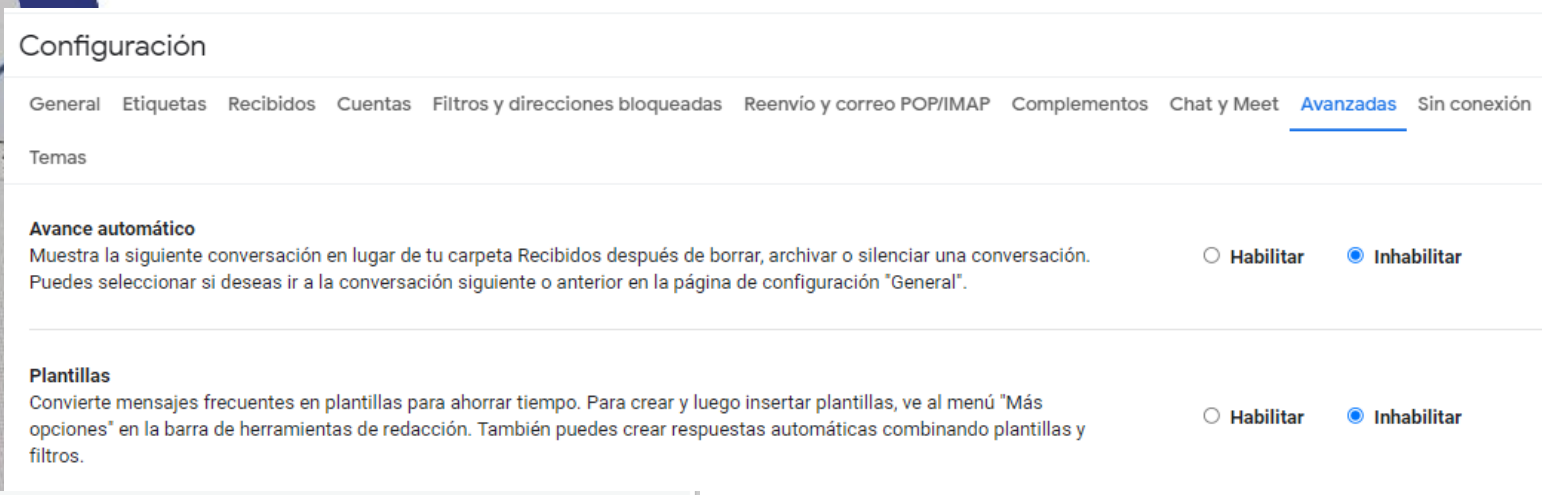 Configuración
General Etiquetas Recibidos Cuentas Filtros y direcciones bloqueadas Reenvío y correo POP/IMAP Complementos Chat y Meet Avanzadas Sin conexión
Temas
Avance automático
Muestra la siguiente conversación en lugar de tu carpeta Recibidos después de borrar, archivar o silenciar una conversación.
Puedes seleccionar si deseas ir a la conversación siguiente o anterior en la página de configuración "General".
Habilitar Inhabilitar
Plantillas
Convierte mensajes frecuentes en plantillas para ahorrar tiempo. Para crear y luego insertar plantillas, ve al menú "Más
opciones" en la barra de herramientas de redacción. También puedes crear respuestas automáticas combinando plantillas y
filtros.
Habilitar Inhabilitar